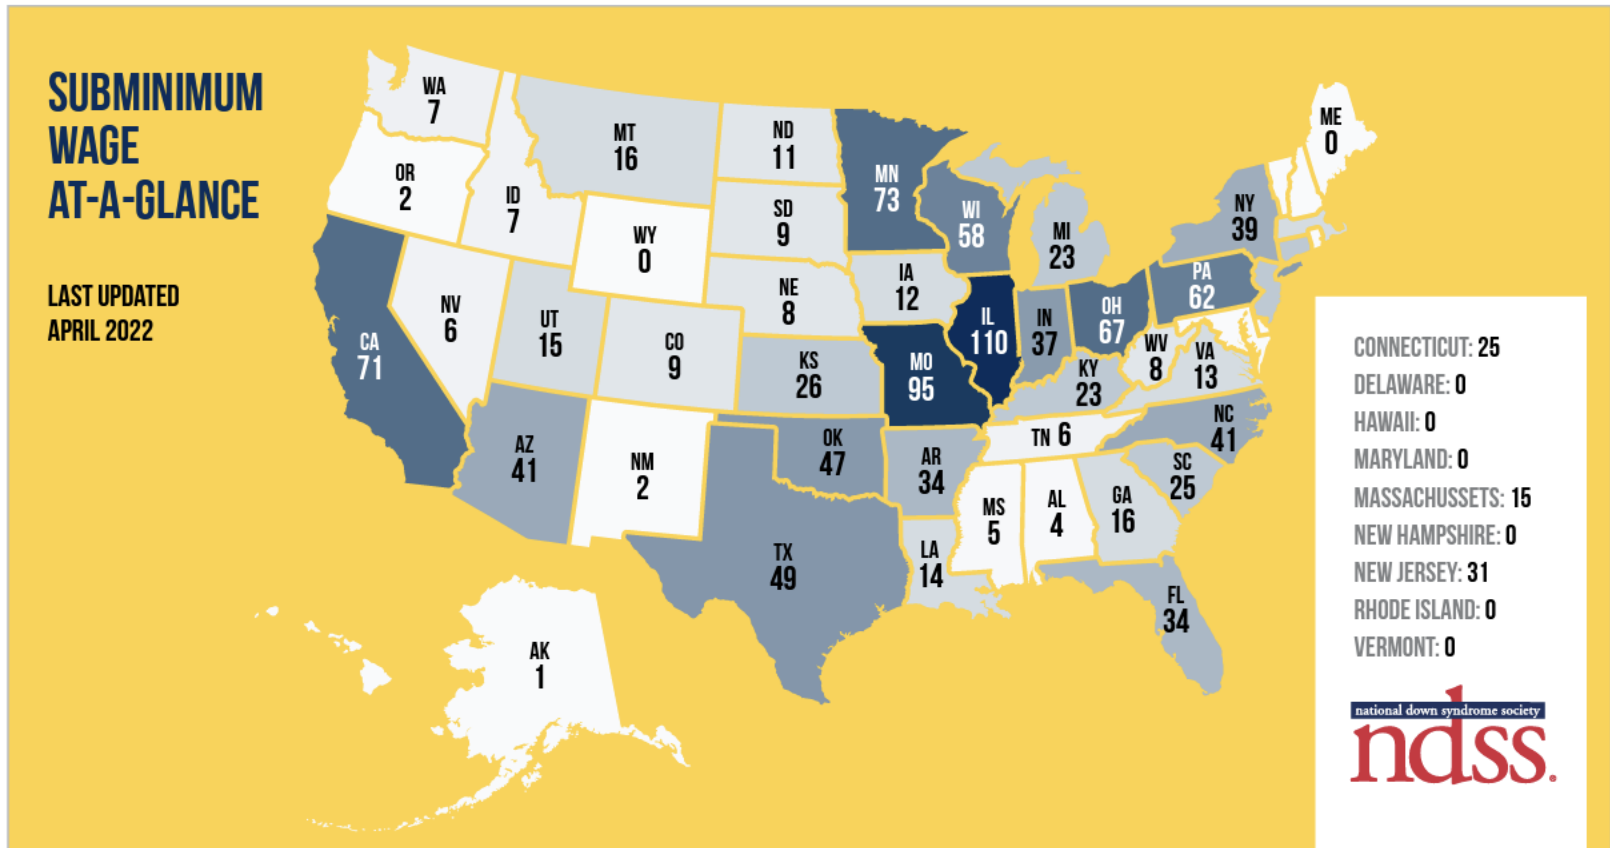 SUBMINIMUM
WAGE
AT-A-GLANCE
LAST UPDATED
APRIL 2022
WA
7
OR
2
ID
7
MT
16
WY
0
ND
11
SD
9
NE
8
MN
73
WI
58
IA
12
MI
23
NY
39
ME
0
PA
62
CA
71
NV
6
UT
15
CO
9
KS
26
MO
95
IL
110
IN
37
OH
67
WV
8
VA
13
KY
23
NC
41
TN 6
SC
25
AZ
41
NM
2
OK
47
AR
34
TX
49
LA
14
MS
5
AL
4
GA
16
FL
34
AK
1
CONNECTICUT: 25
DELAWARE: 0
HAWAII: 0
MARYLAND: 0
MASSACHUSSETS: 15
NEW HAMPSHIRE: 0
NEW JERSEY: 31
RHODE ISLAND: 0
VERMONT: 0
national down syndrome society
ndss.